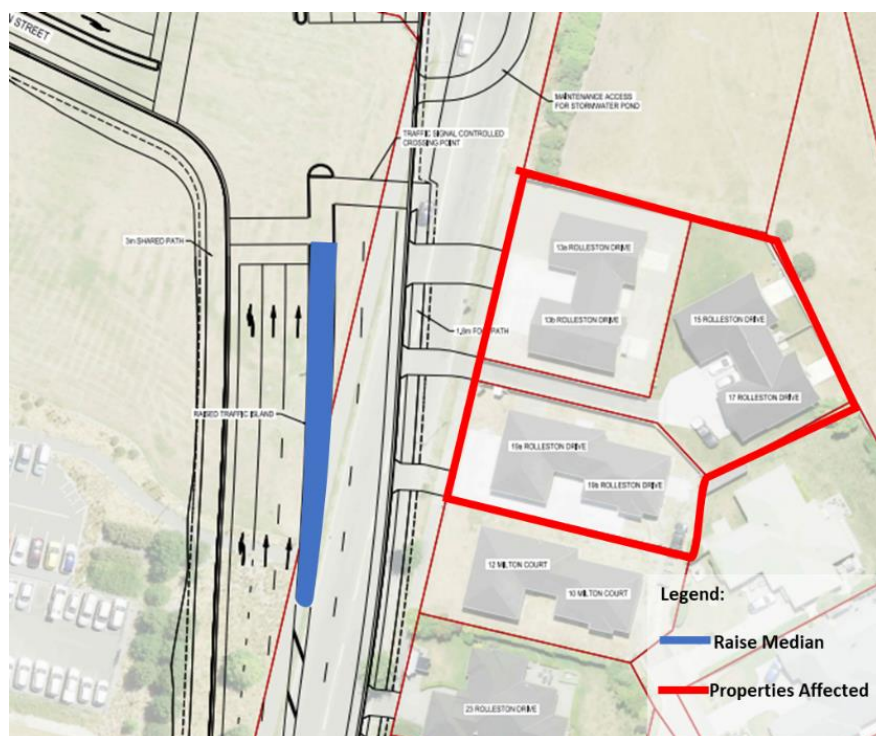 N STREET
MAINTENANCE ACCESS
FOR STORMWATER POND
TRAFFIC SIGNAL CONTROLLED
CROSSING POINT
3m SHARED PATH
13a ROLLESTON DRIVE
13b ROLLESTON DRIVE
15 ROLLESTON DRIVE
1.8m FOOTPATH
17 ROLLESTON DRIVE
RAISED TRAFFIC ISLAND
19a ROLLESTON DRIVE
19b ROLLESTON DRIVE
12 MILTON COURT
10 MILTON COURT
23 ROLLESTON DRIVE
Legend:
Raise Median
Properties Affected